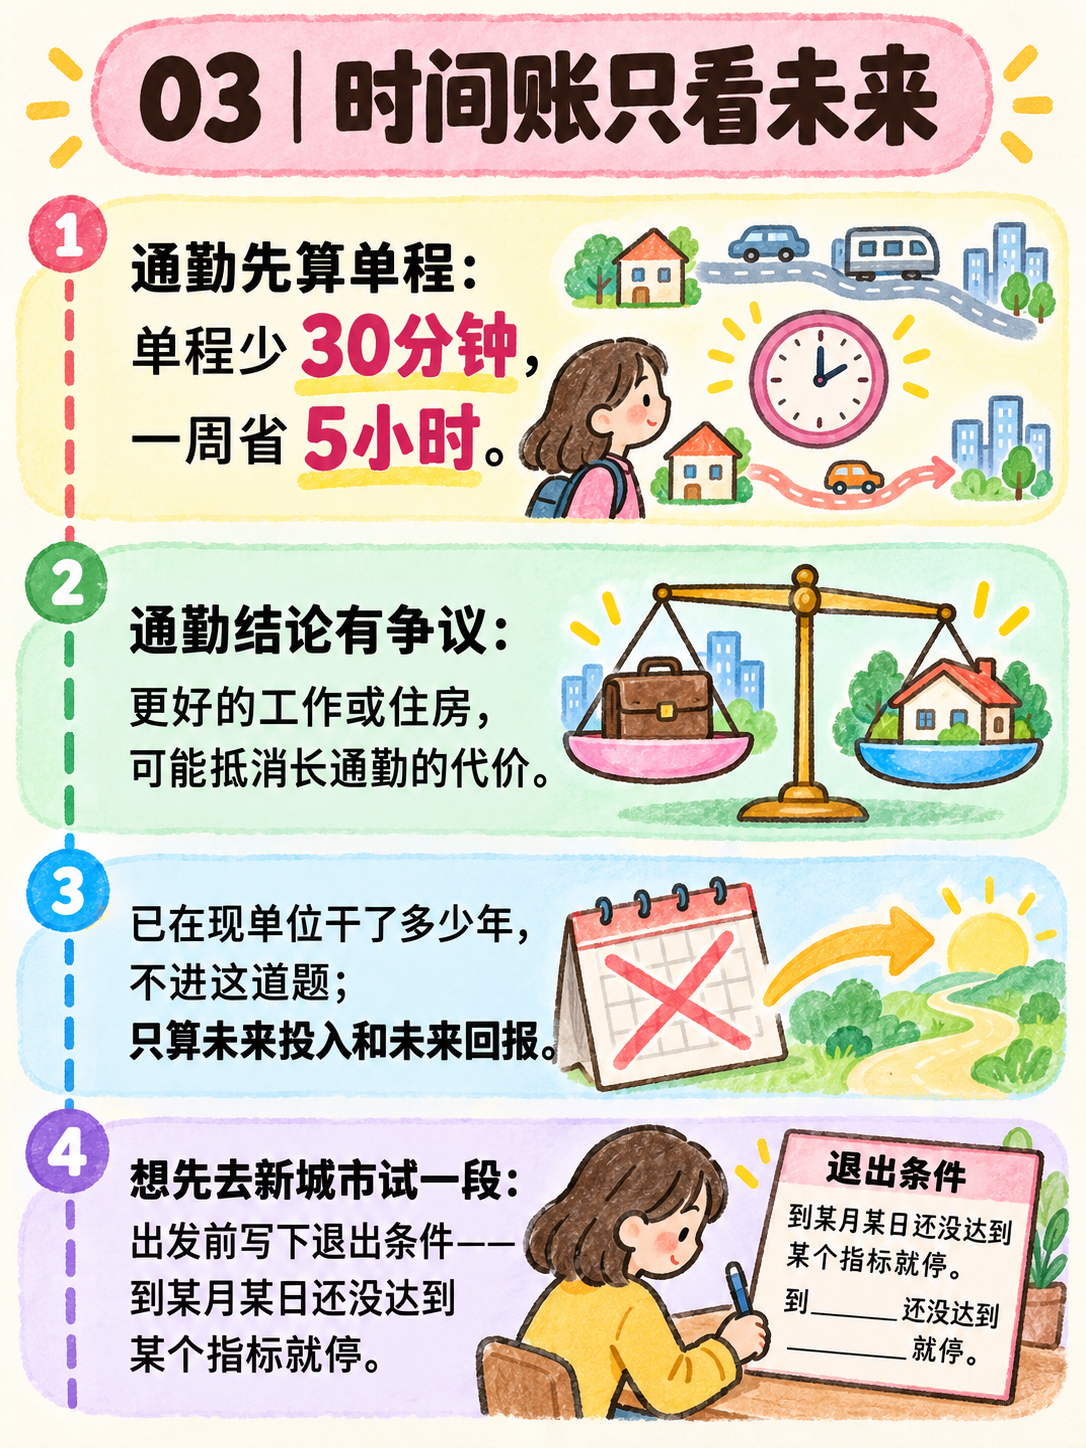 03｜时间账只看未来
1
通勤先算单程：
单程少30分钟，
一周省5小时。
2
通勤结论有争议：
更好的工作或住房，
可能抵消长通勤的代价。
3
已在现单位干了多少年，
不进这道题；
只算未来投入和未来回报。
4
想先去新城市试一段：
出发前写下退出条件——
到某月某日还没达到
某个指标就停。
退出条件
到某月某日还没达到
某个指标就停。
到______还没达到
________就停。